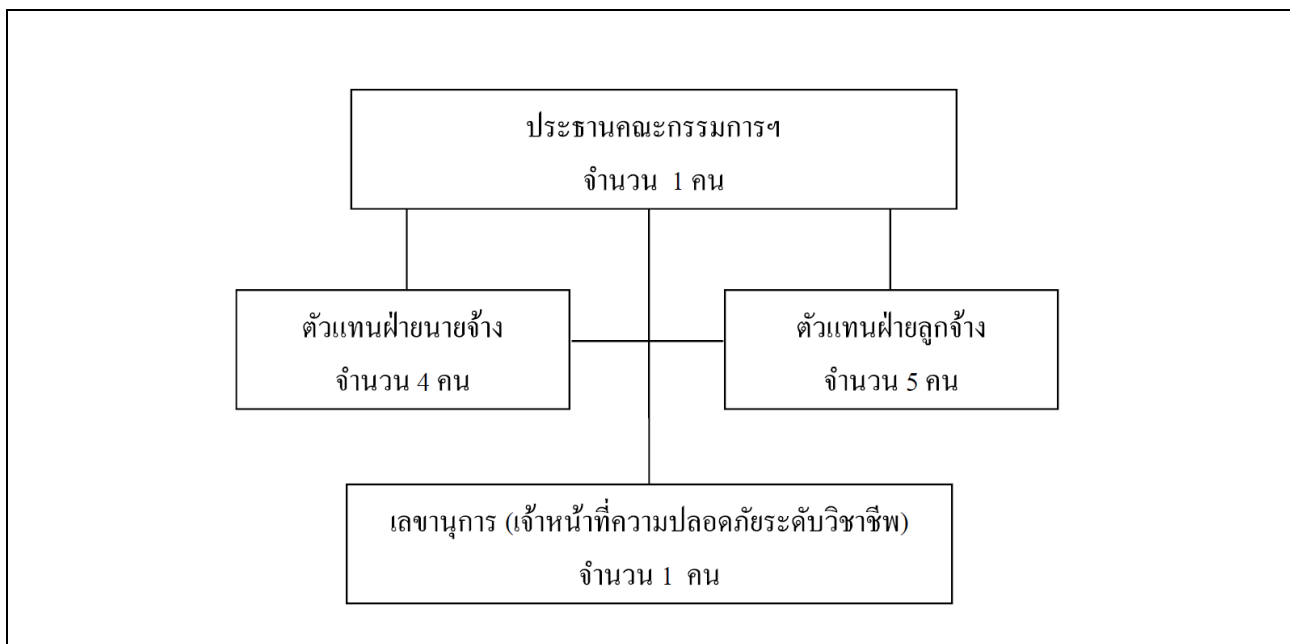 ประธานคณะกรรมการฯ
จำนวน 1 คน
ตัวแทนฝ่ายนายจ้าง
จำนวน 4 คน
ตัวแทนฝ่ายลูกจ้าง
จำนวน 5 คน
เลขานุการ (เจ้าหน้าที่ความปลอดภัยระดับวิชาชีพ)
จำนวน 1 คน